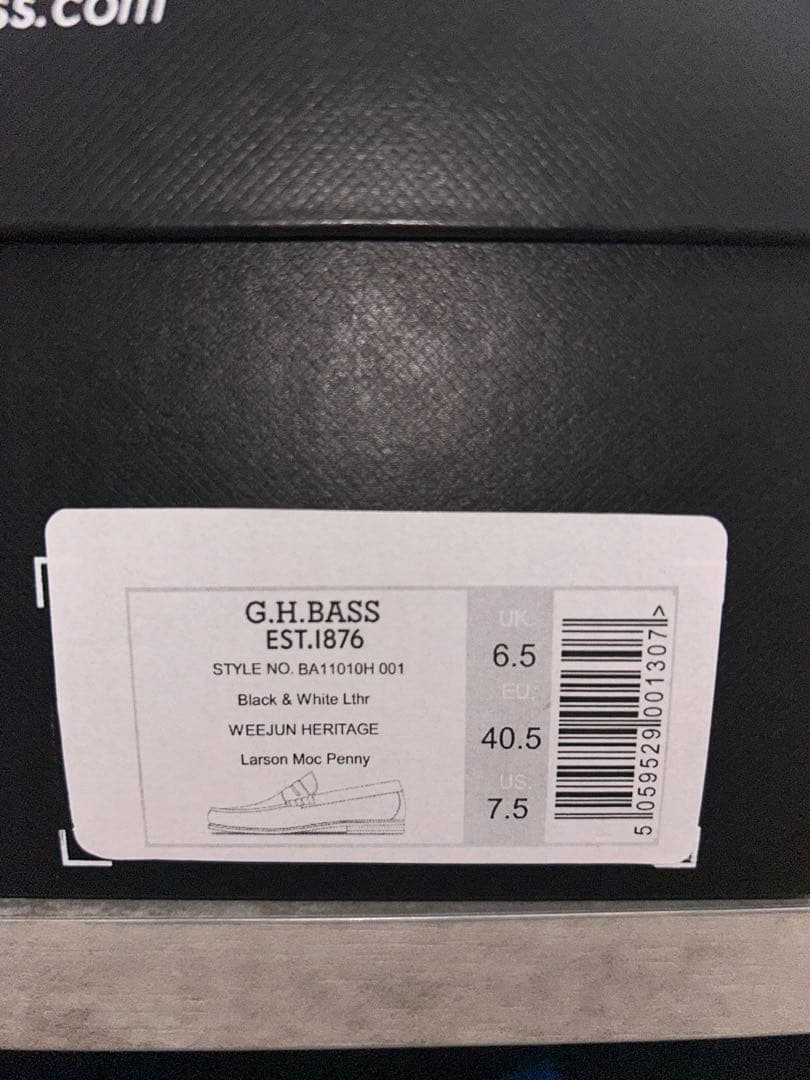 G.H.BASS
EST.1876
STYLE NO. BA11010H 001
Black & White Lthr
WEEJUN HERITAGE
Larson Moc Penny
UK.
6.5
EU.
40.5
US.
7.5
5 059529 001307 >
ss.com